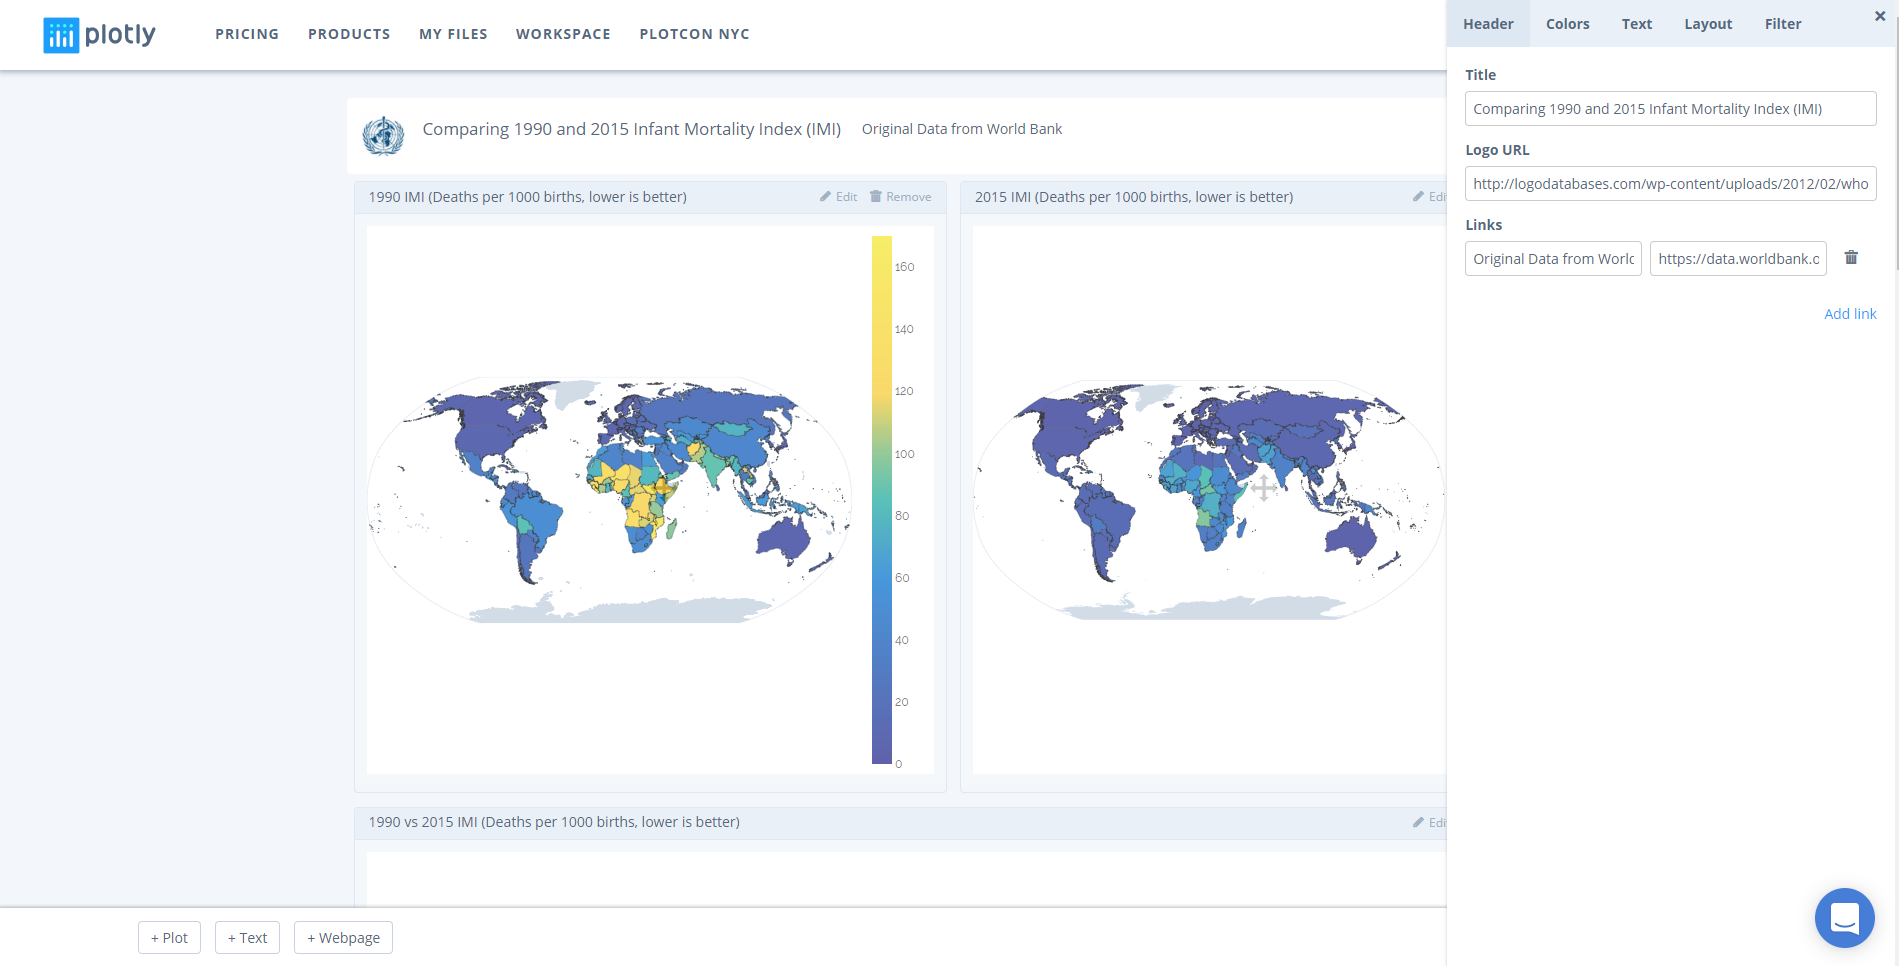 plotly
PRICING PRODUCTS MY FILES WORKSPACE PLOTCON NYC
Header Colors Text Layout Filter
Comparing 1990 and 2015 Infant Mortality Index (IMI) Original Data from World Bank
1990 IMI (Deaths per 1000 births, lower is better) Edit Remove
160
140
120
100
80
60
40
20
0
2015 IMI (Deaths per 1000 births, lower is better) Edi
1990 vs 2015 IMI (Deaths per 1000 births, lower is better) Edi
Title
Comparing 1990 and 2015 Infant Mortality Index (IMI)
Logo URL
http://logodatabases.com/wp-content/uploads/2012/02/who
Links
Original Data from Worlc https://data.worldbank.o
Add link
+ Plot + Text + Webpage